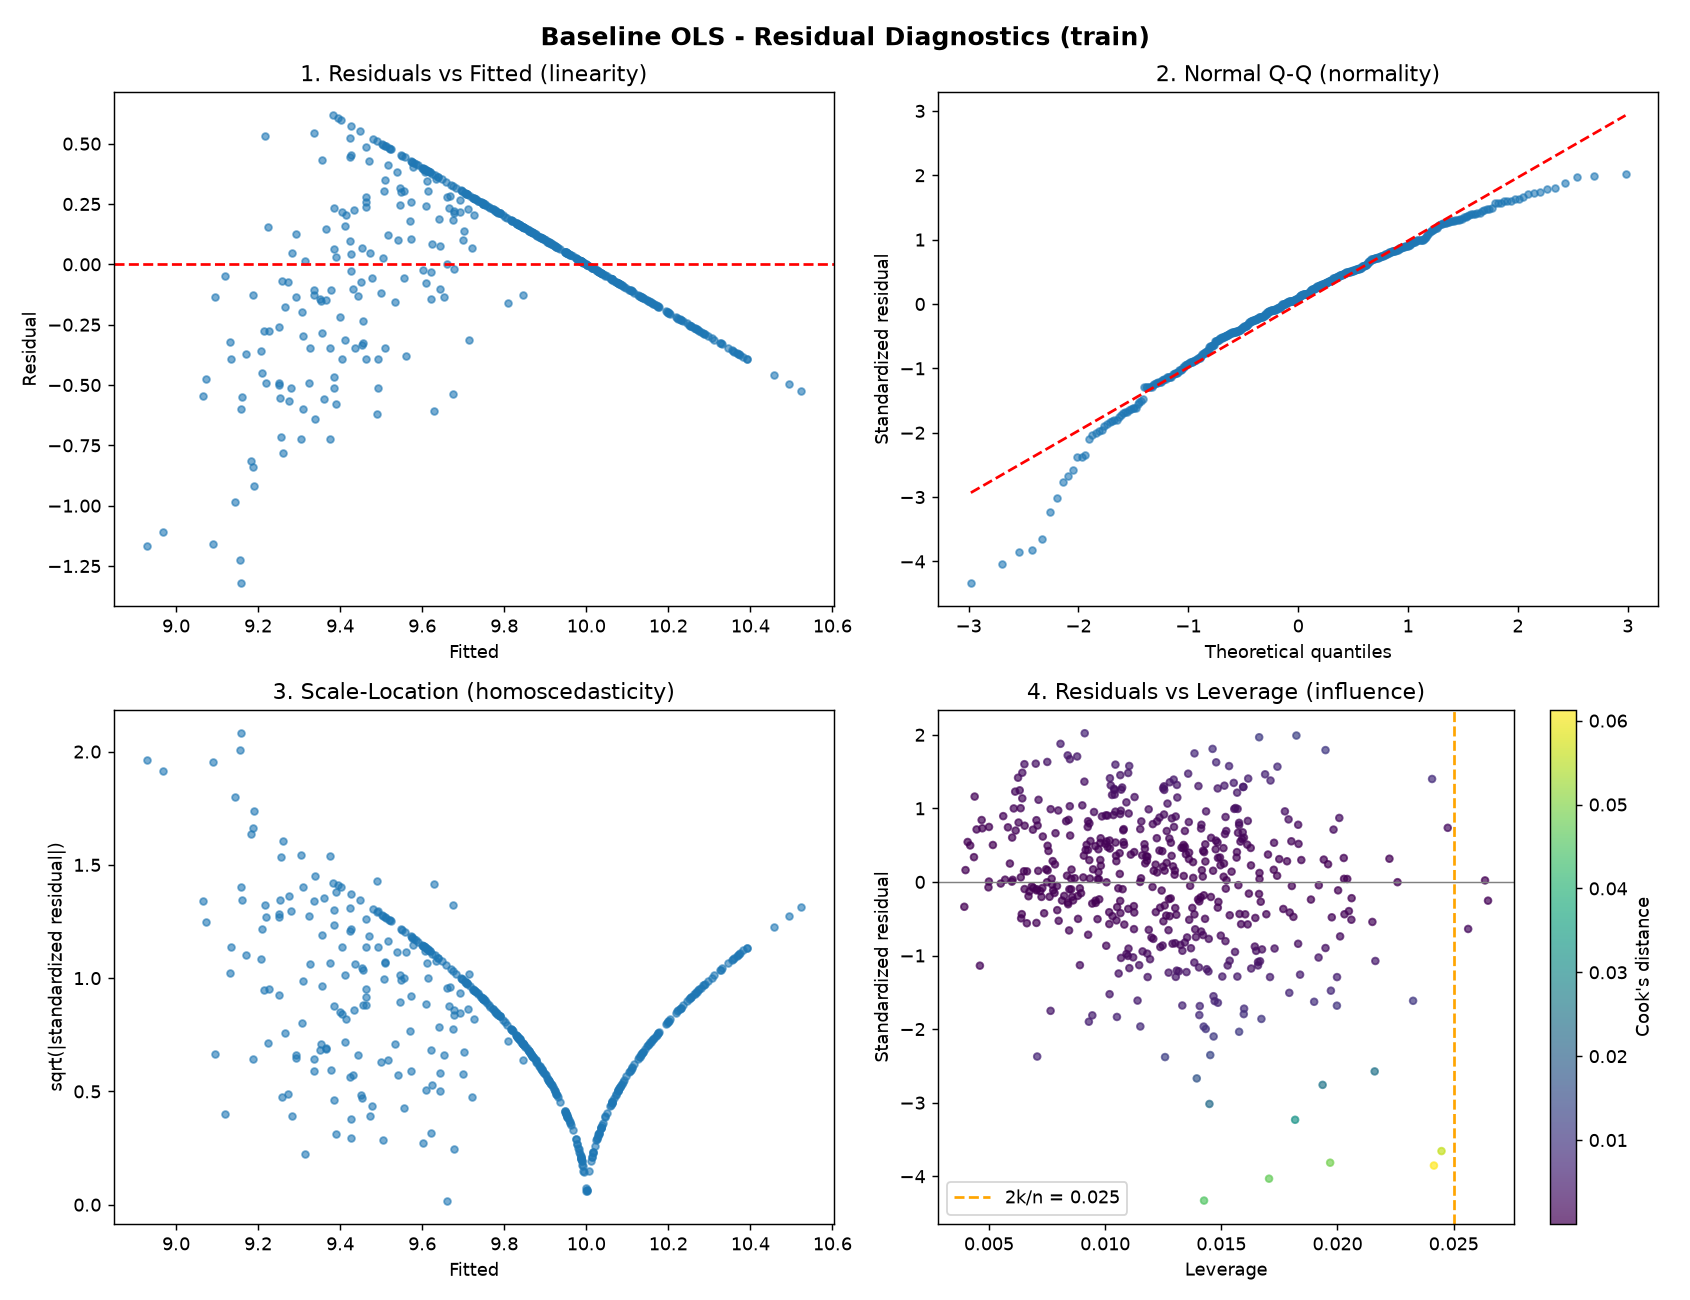 Baseline OLS - Residual Diagnostics (train)
1. Residuals vs Fitted (linearity)
0.50
0.25
0.00
−0.25
−0.50
−0.75
−1.00
−1.25
Residual
9.0 9.2 9.4 9.6 9.8 10.0 10.2 10.4 10.6
Fitted
2. Normal Q-Q (normality)
3
2
1
0
−1
−2
−3
−4
Standardized residual
−3 −2 −1 0 1 2 3
Theoretical quantiles
3. Scale-Location (homoscedasticity)
2.0
1.5
1.0
0.5
0.0
sqrt(|standardized residual|)
9.0 9.2 9.4 9.6 9.8 10.0 10.2 10.4 10.6
Fitted
4. Residuals vs Leverage (influence)
2
1
0
−1
−2
−3
−4
Standardized residual
2k/n = 0.025
0.005 0.010 0.015 0.020 0.025
Leverage
0.06
0.05
0.04
0.03
0.02
0.01
Cook's distance